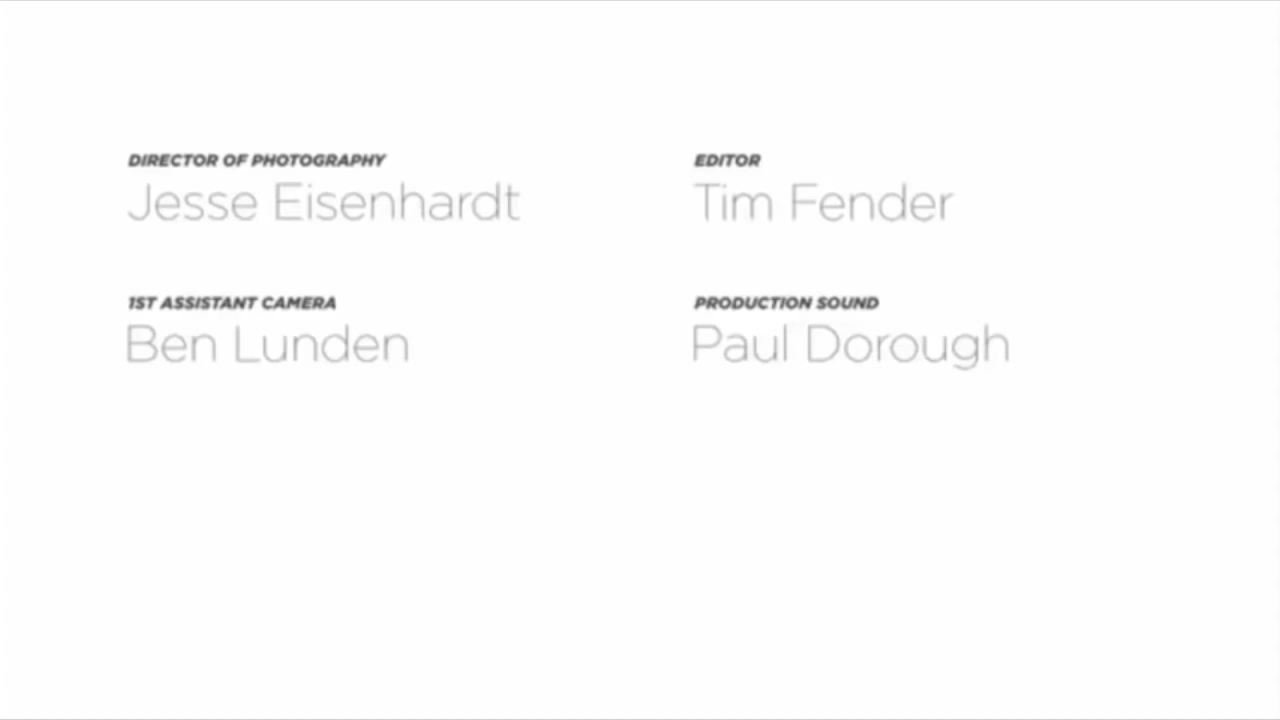 DIRECTOR OF PHOTOGRAPHY
Jesse Eisenhardt
EDITOR
Tim Fender
1ST ASSISTANT CAMERA
Ben Lunden
PRODUCTION SOUND
Paul Dorough